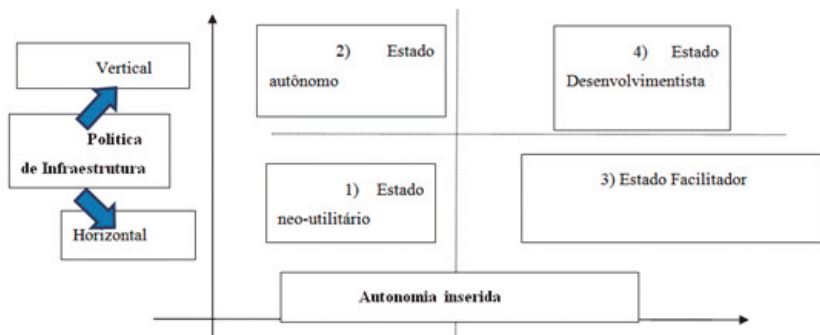 Vertical
Política
de Infraestrutura
Horizontal
2) Estado
autônomo
4) Estado
Desenvolvimentista
1) Estado
neo-utilitário
3) Estado Facilitador
Autonomia inserida